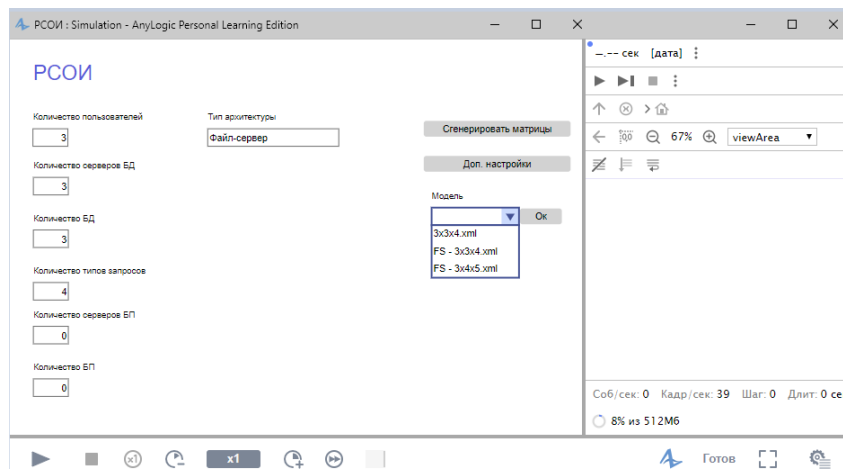 РСОИ : Simulation - AnyLogic Personal Learning Edition
РСОИ
Количество пользователей
3
Тип архитектуры
Файл-сервер
Количество серверов БД
3
Количество БД
3
Количество типов запросов
4
Количество серверов БП
0
Количество БП
0
Сгенерировать матрицы
Доп. настройки
Модель
Ок
3x3x4.xml
FS - 3x3x4.xml
FS - 3x4x5.xml
x1
x1
–.-- сек [дата]
67%
viewArea
Соб/сек: 0 Кадр/сек: 39 Шаг: 0 Длит: 0 се
8% из 512Мб
Готов